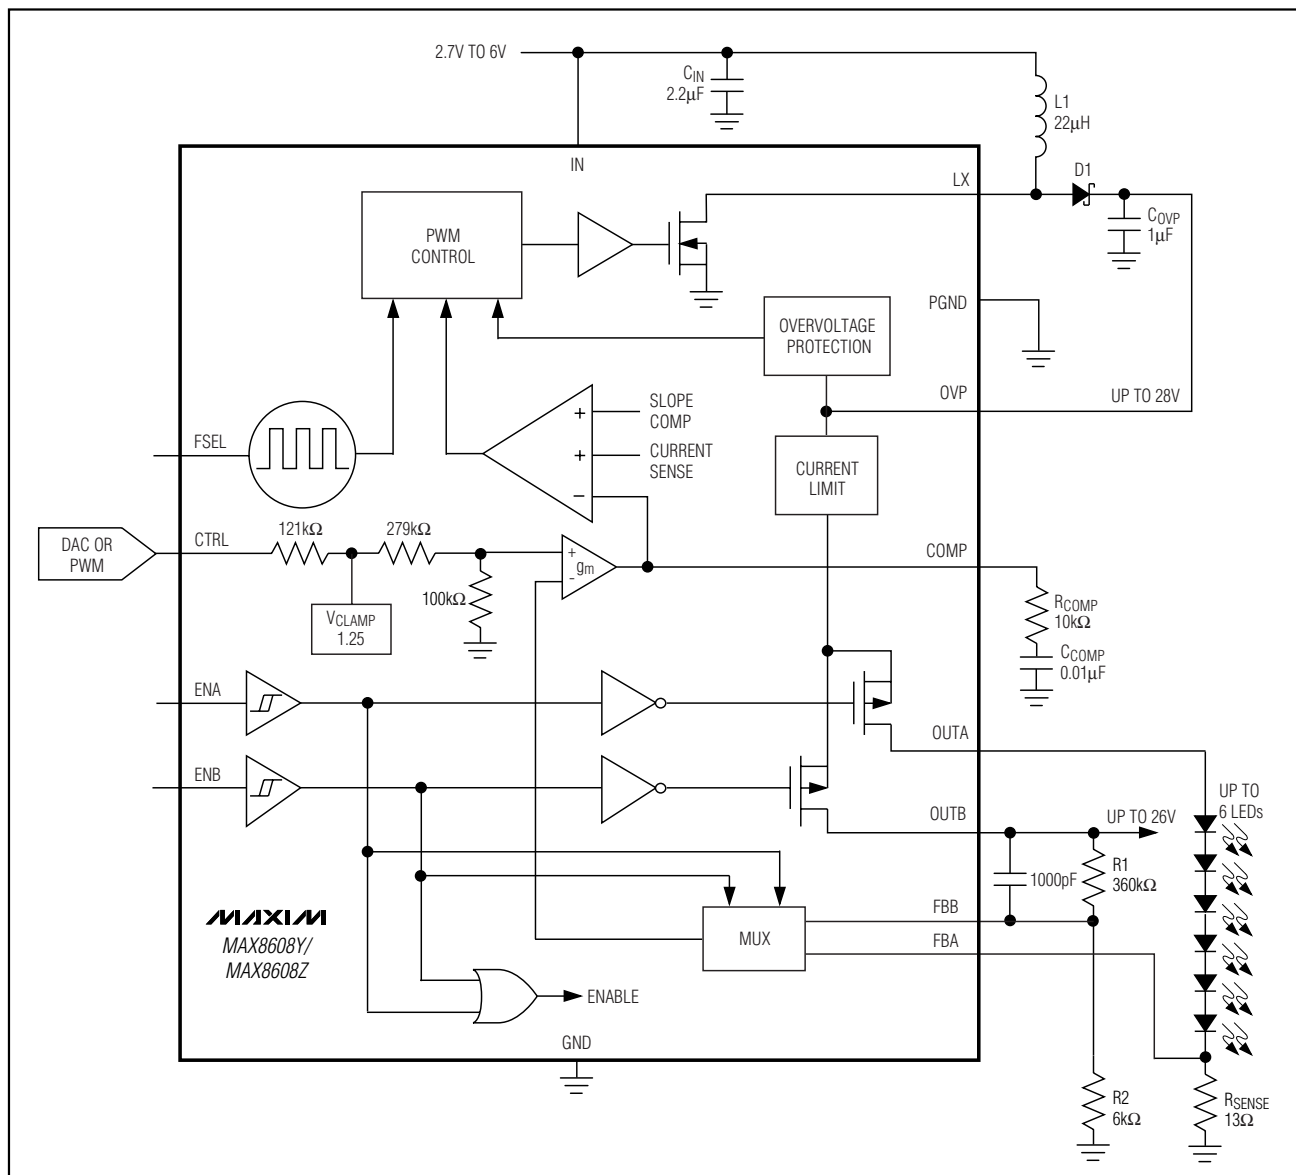 2.7V TO 6V
CIN
2.2µF
L1
22µH
IN
LX
D1
COVP
1µF
PWM
CONTROL
PGND
OVERVOLTAGE
PROTECTION
OVP
UP TO 28V
SLOPE
COMP
+
FSEL
CURRENT
SENSE
+
CURRENT
LIMIT
−
DAC OR
PWM
CTRL
121kΩ
279kΩ
+
gm
-
COMP
VCLAMP
1.25
100kΩ
RCOMP
10kΩ
CCOMP
0.01µF
ENA
OUTA
ENB
OUTB
UP TO 26V
UP TO
6 LEDs
1000pF
R1
360kΩ
MAXIM
MAX8608Y/
MAX8608Z
MUX
FBB
FBA
ENABLE
GND
R2
6kΩ
RSENSE
13Ω